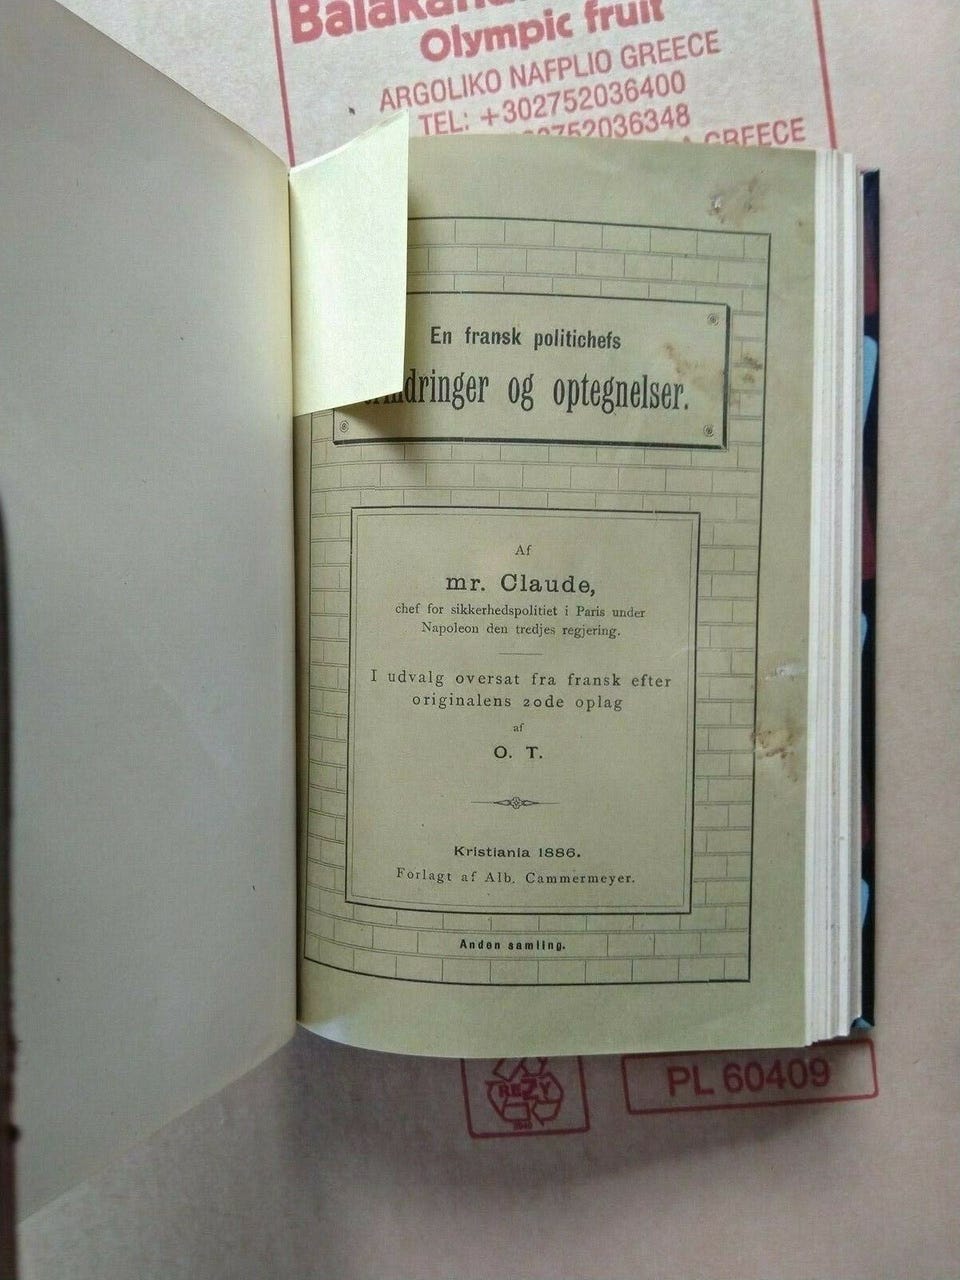 Olympic fruit
ARGOLIKO NAFPLIO GREECE
TEL: +302752036400
GREECE
En fransk politichefs
og optegnelser.
Af
mr. Claude,
chef for sikkerhedspolitiet i Paris under
Napoleon den tredjes regjering.
I udvalg oversat fra fransk efter
originalens 20de oplag
af
O. T.
Kristiania 1886.
Forlagt af Alb. Cammermeyer.
Anden samling.
REZY
PL 60409